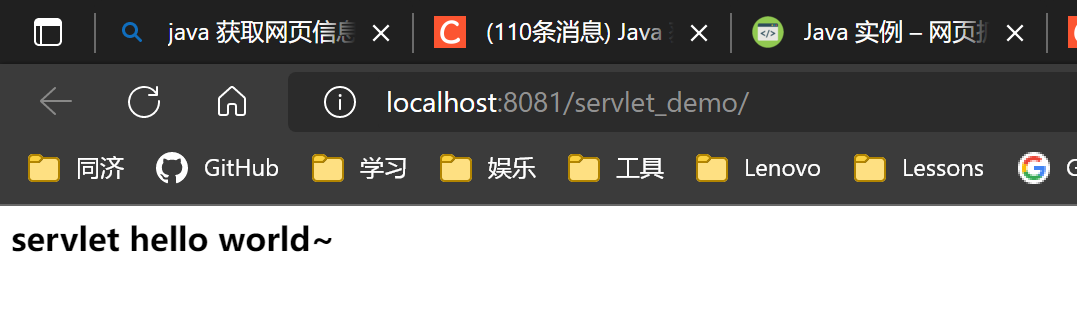 java 获取网页信息 (110条消息) Java Java 实例 – 网页
localhost:8081/servlet_demo/
同济 GitHub 学习 娱乐 工具 Lenovo Lessons G
servlet hello world~